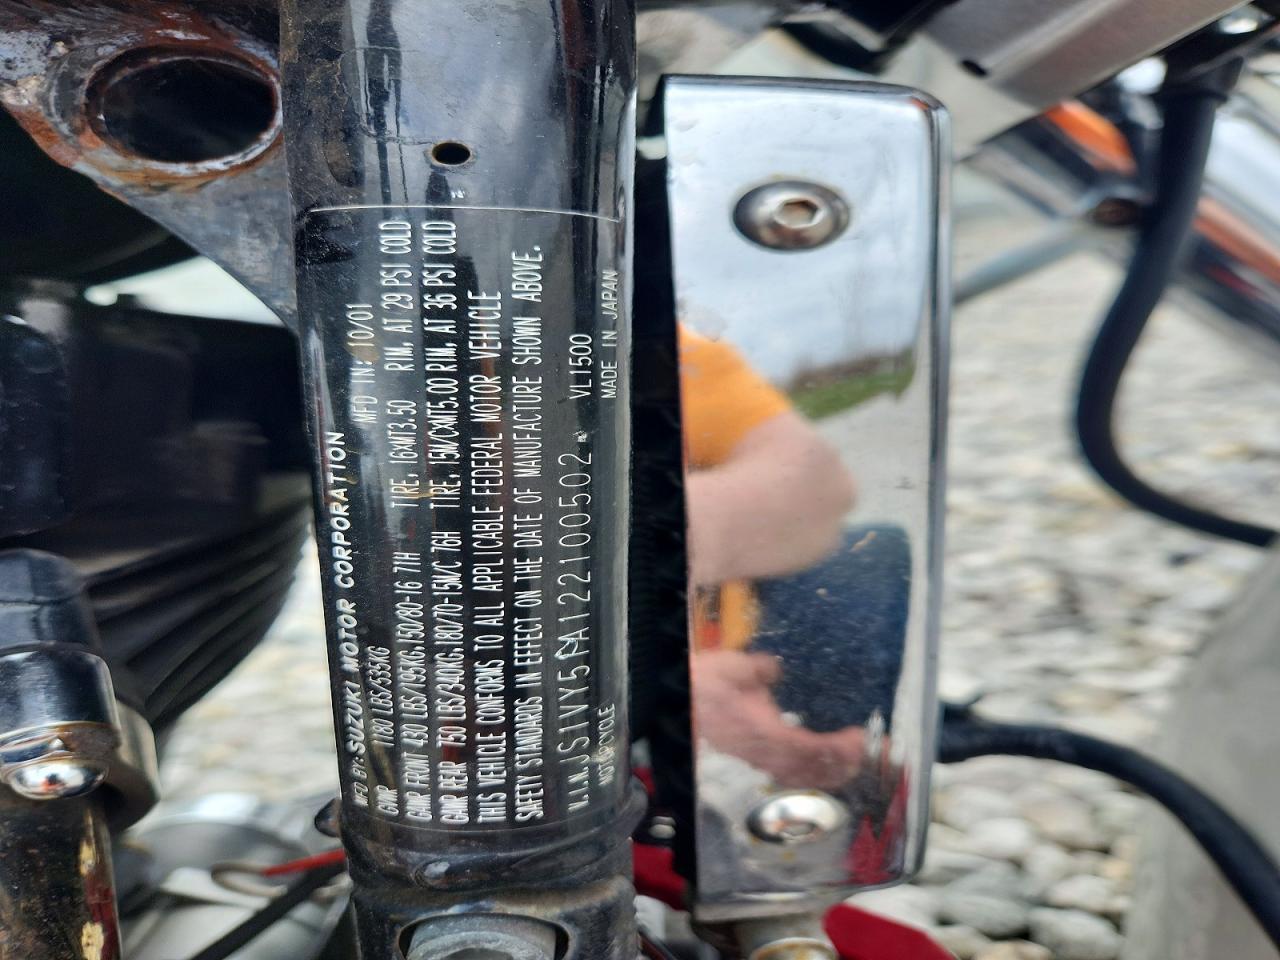 MFD BY: SUZUKI MOTOR CORPORATION
MFD IN: 10/01
GVWR 1180 LBS/535KG
GAWR FRONT 430 LBS/195KG.150/80-16 71H TIRE, 16XMT3.50 RIM, AT 29 PSI COLD
GAWR REAR 750 LBS/340KG.180/70-15M/C 76H TIRE, 15M/CXMT5.00 RIM, AT 36 PSI COLD
THIS VEHICLE CONFORMS TO ALL APPLICABLE FEDERAL MOTOR VEHICLE
SAFETY STANDARDS IN EFFECT ON THE DATE OF MANUFACTURE SHOWN ABOVE.
V.I.N.JS1VY53A122100502 VL1500
MOTORCYCLE MADE IN JAPAN